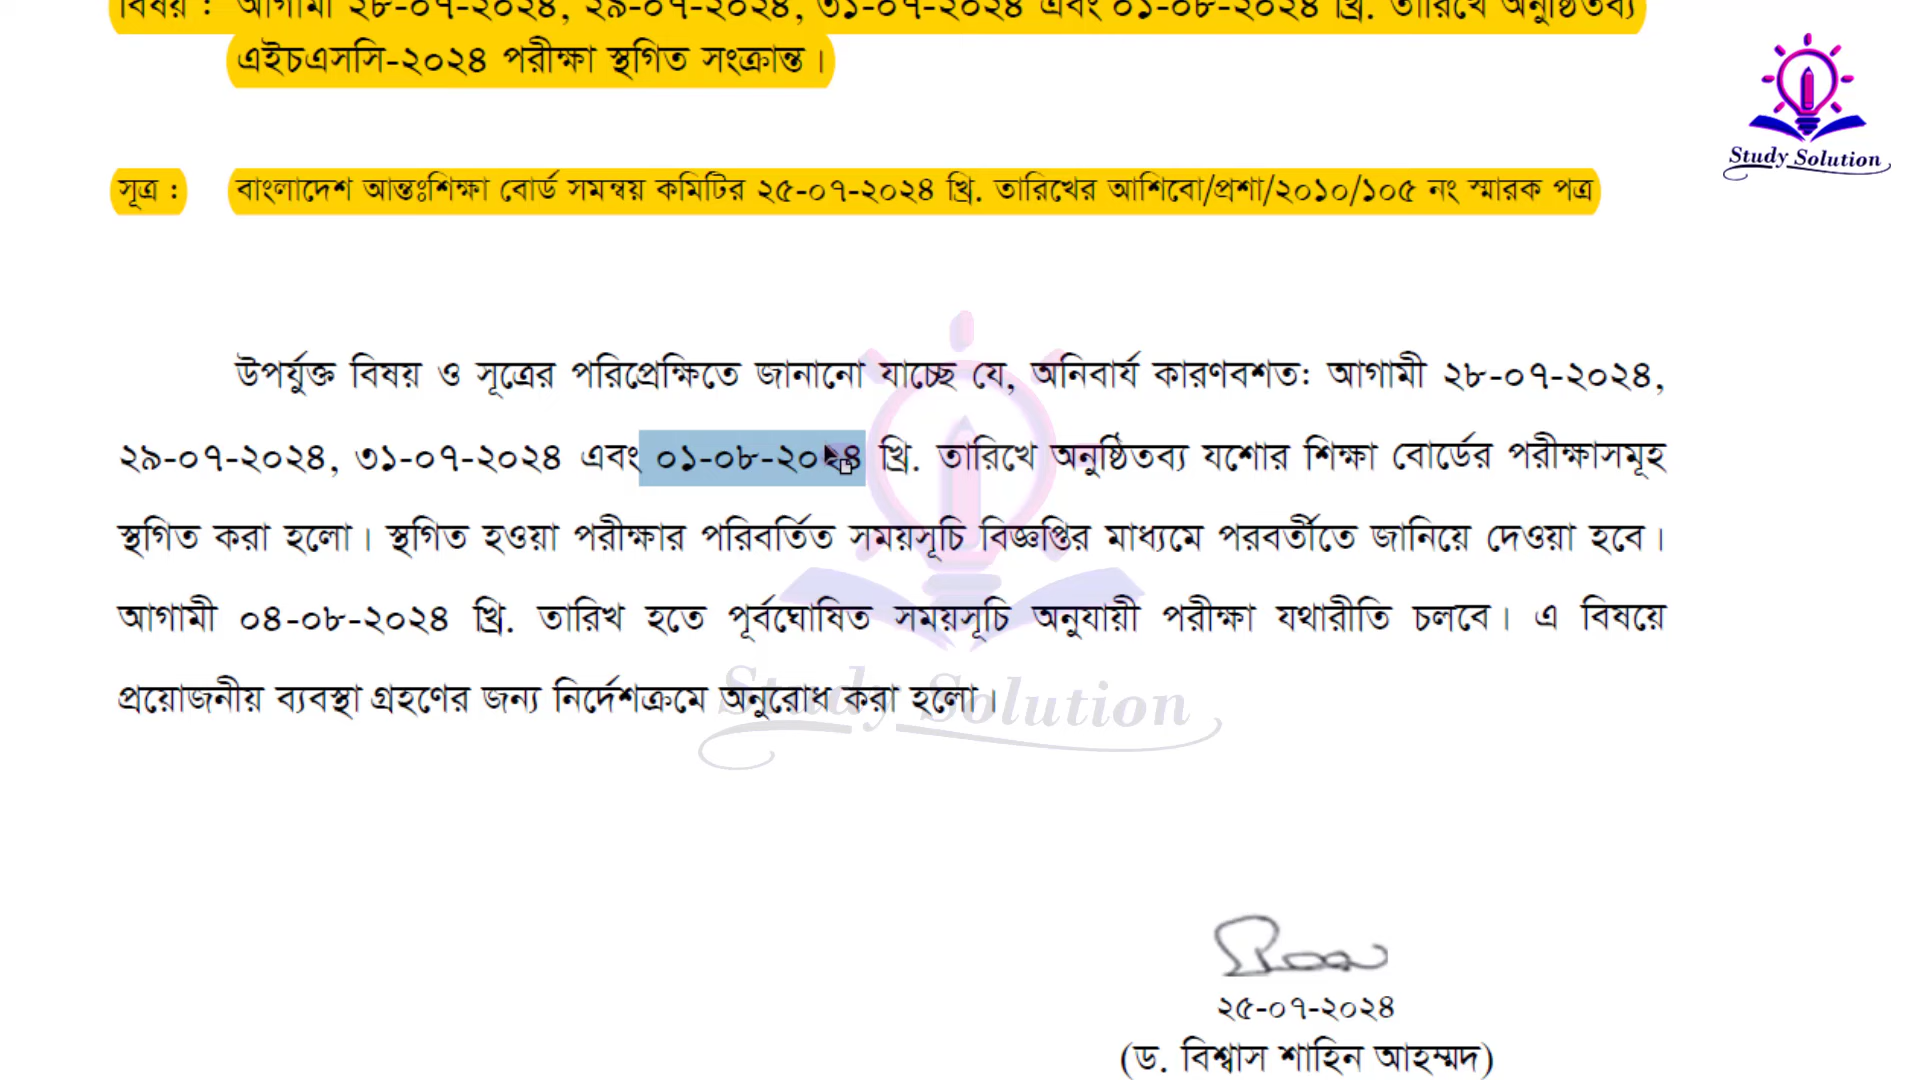 বিষয় : আগামী ২৮-০৭-২০২৪, ২৯-০৭-২০২৪, ৩১-০৭-২০২৪ এবং ০১-০৮-২০২৪ খ্রি. তারিখে অনুষ্ঠিতব্য
এইচএসসি-২০২৪ পরীক্ষা স্থগিত সংক্রান্ত।
Study Solution
সূত্র : বাংলাদেশ আন্তঃশিক্ষা বোর্ড সমন্বয় কমিটির ২৫-০৭-২০২৪ খ্রি. তারিখের আশিবো/প্রশা/২০১০/১০৫ নং স্মারক পত্র
উপর্যুক্ত বিষয় ও সূত্রের পরিপ্রেক্ষিতে জানানো যাচ্ছে যে, অনিবার্য কারণবশত: আগামী ২৮-০৭-২০২৪,
২৯-০৭-২০২৪, ৩১-০৭-২০২৪ এবং ০১-০৮-২০২৪ খ্রি. তারিখে অনুষ্ঠিতব্য যশোর শিক্ষা বোর্ডের পরীক্ষাসমূহ
স্থগিত করা হলো। স্থগিত হওয়া পরীক্ষার পরিবর্তিত সময়সূচি বিজ্ঞপ্তির মাধ্যমে পরবর্তীতে জানিয়ে দেওয়া হবে।
আগামী ০৪-০৮-২০২৪ খ্রি. তারিখ হতে পূর্বঘোষিত সময়সূচি অনুযায়ী পরীক্ষা যথারীতি চলবে। এ বিষয়ে
প্রয়োজনীয় ব্যবস্থা গ্রহণের জন্য নির্দেশক্রমে অনুরোধ করা হলো।
Study Solution
২৫-০৭-২০২৪
(ড. বিশ্বাস শাহিন আহম্মদ)